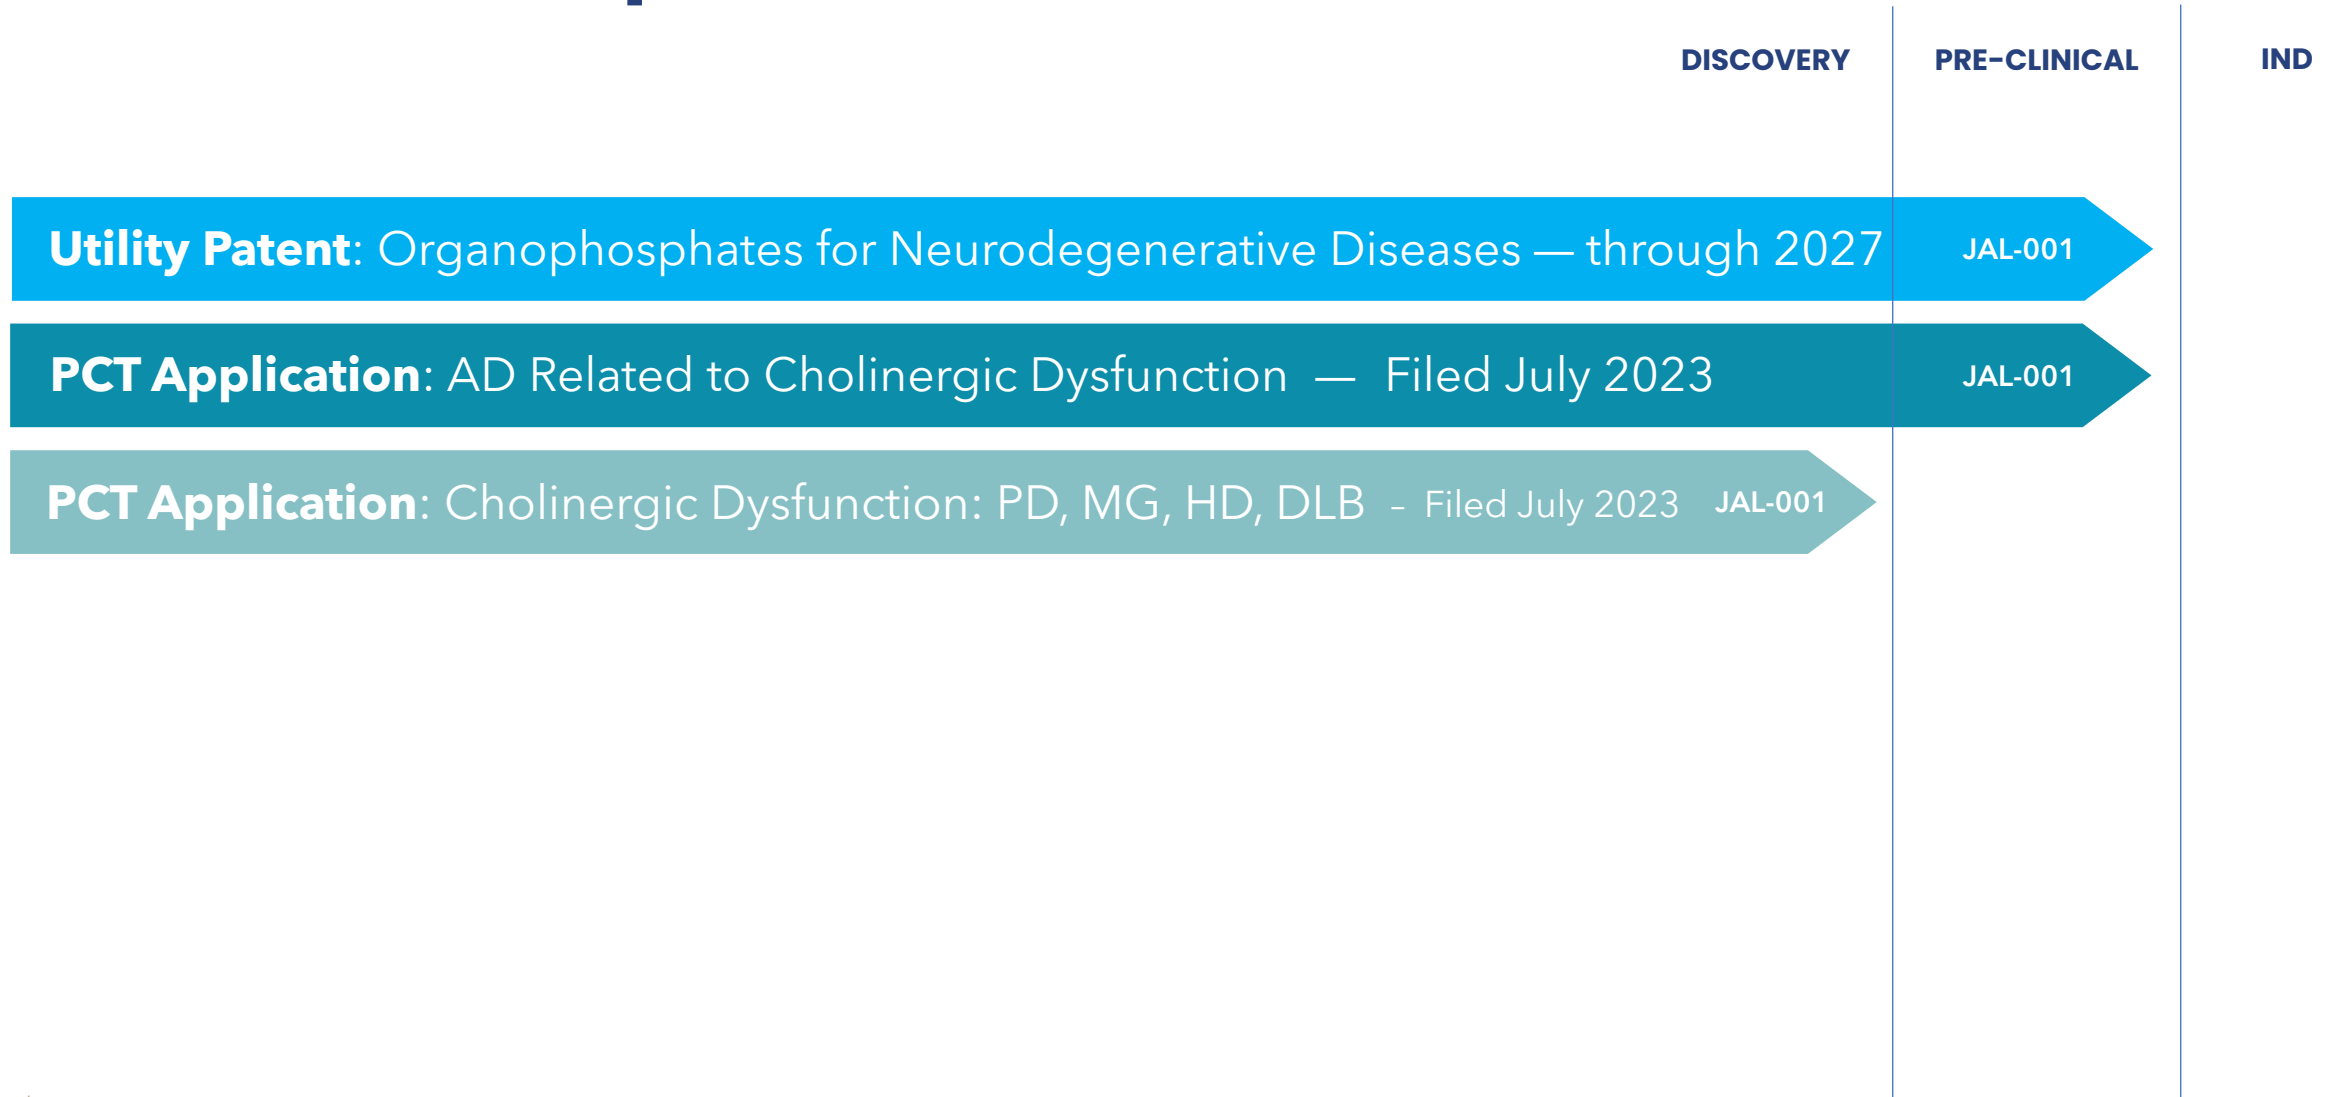 DISCOVERY PRE-CLINICAL IND
Utility Patent: Organophosphates for Neurodegenerative Diseases — through 2027 JAL-001
PCT Application: AD Related to Cholinergic Dysfunction — Filed July 2023 JAL-001
PCT Application: Cholinergic Dysfunction: PD, MG, HD, DLB – Filed July 2023 JAL-001